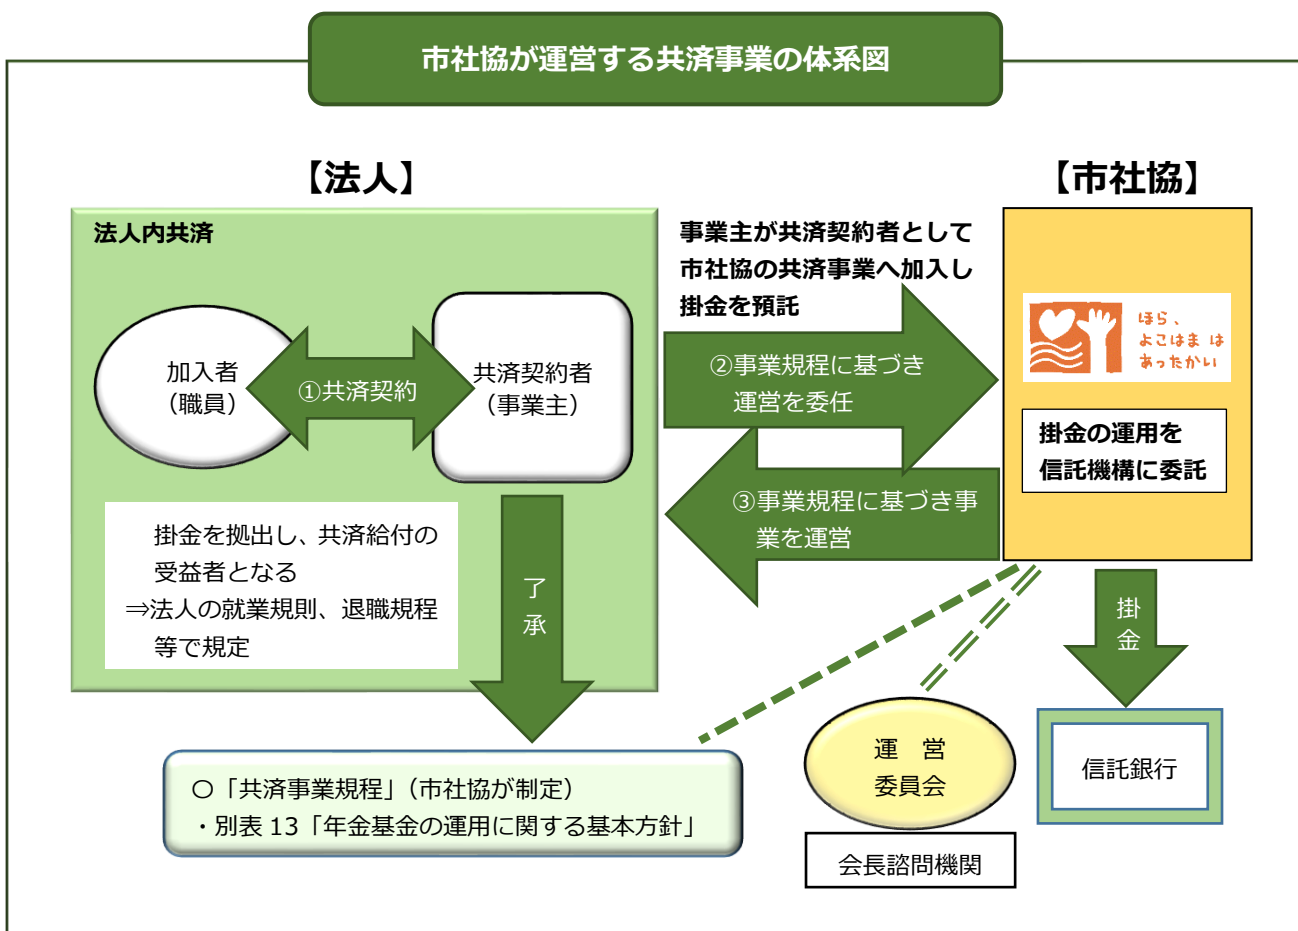 市社協が運営する共済事業の体系図
【法人】
【市社協】
法人内共済
事業主が共済契約者として
市社協の共済事業へ加入し
掛金を預託
加入者
（職員）
①共済契約
共済契約者
（事業主）
②事業規程に基づき
運営を委任
ほら、
よこはま は
あったかい
掛金の運用を
信託機構に委託
③事業規程に基づき事
業を運営
掛金を拠出し、共済給付の
受益者となる
⇒法人の就業規則、退職規程
等で規定
了
承
掛
金
〇「共済事業規程」（市社協が制定）
・別表 13「年金基金の運用に関する基本方針」
運　営
委員会
会長諮問機関
信託銀行